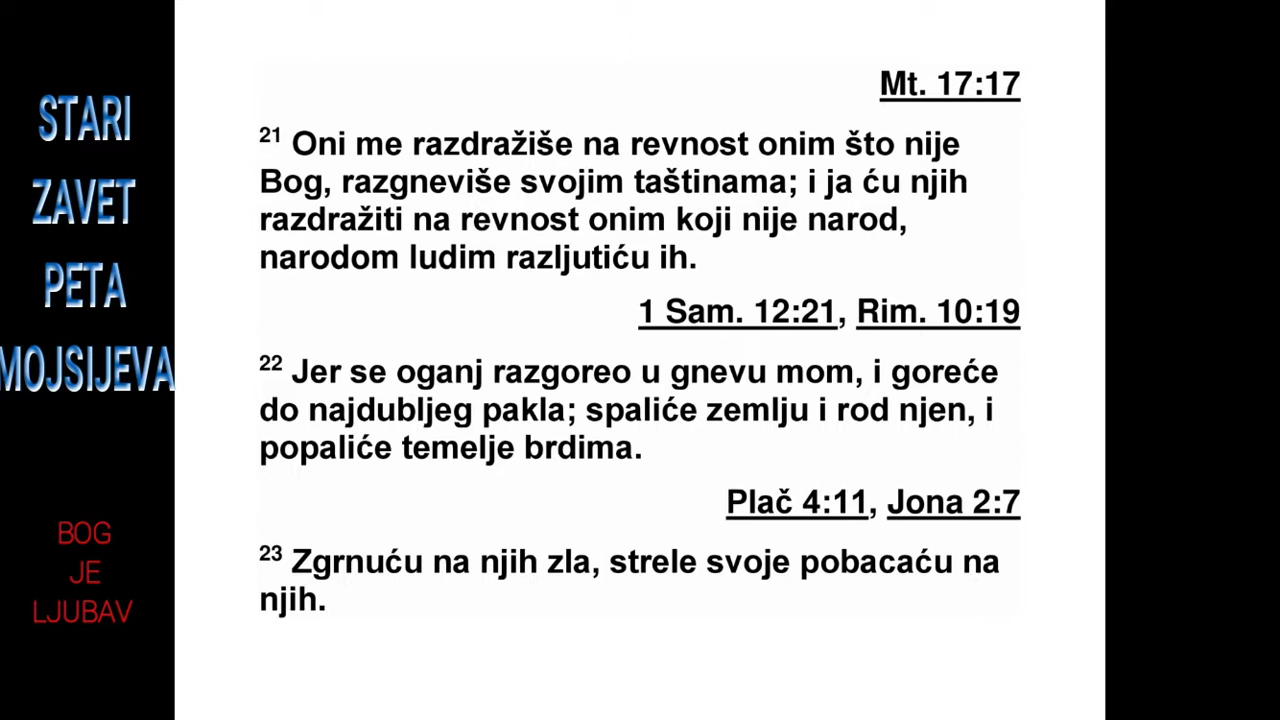 STARI
ZAVET
PETA
MOJSIJEVA
BOG
JE
LJUBAV
Mt. 17:17
21 Oni me razdražiše na revnost onim što nije
Bog, razgneviše svojim taštinama; i ja ću njih
razdražiti na revnost onim koji nije narod,
narodom ludim razljutiću ih.
1 Sam. 12:21, Rim. 10:19
22 Jer se oganj razgoreo u gnevu mom, i goreće
do najdubljeg pakla; spaliće zemlju i rod njen, i
popaliće temelje brdima.
Plač 4:11, Jona 2:7
23 Zgrnuću na njih zla, strele svoje pobacaću na
njih.